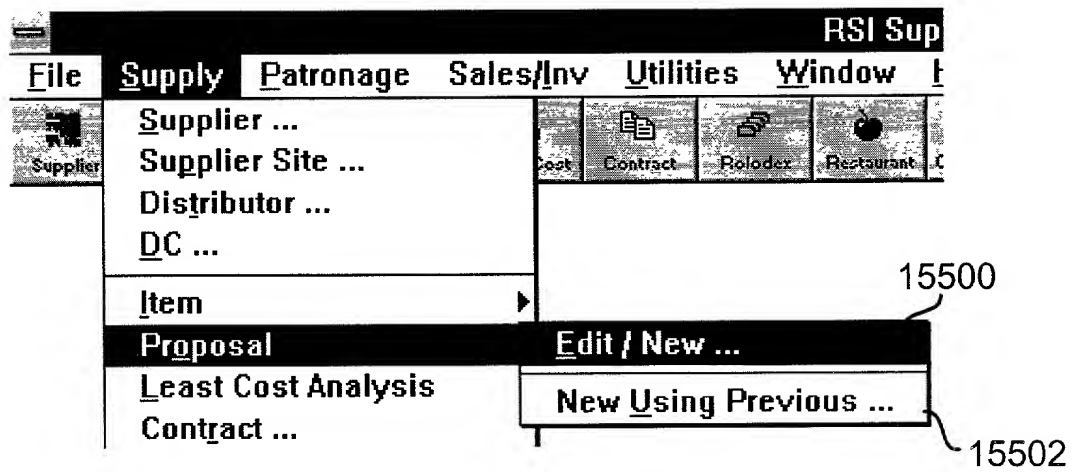 RSI Sup
File Supply Patronage Sales/Inv Utilities Window H
Supplier Cost Contract Rolodex Restaurant
Supplier ...
Supplier Site ...
Distributor ...
DC ...
Item
Proposal
Least Cost Analysis
Contract ...
Edit / New ...
New Using Previous ...
15500
15502